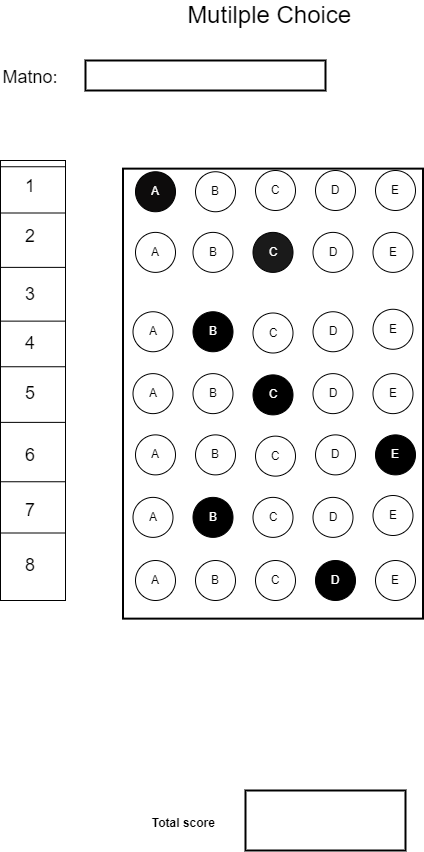 Mutilple Choice
Matno:
1 A B C D E
2 A B C D E
3
4 A B C D E
5 A B C D E
6 A B C D E
7 A B C D E
8 A B C D E
Total score